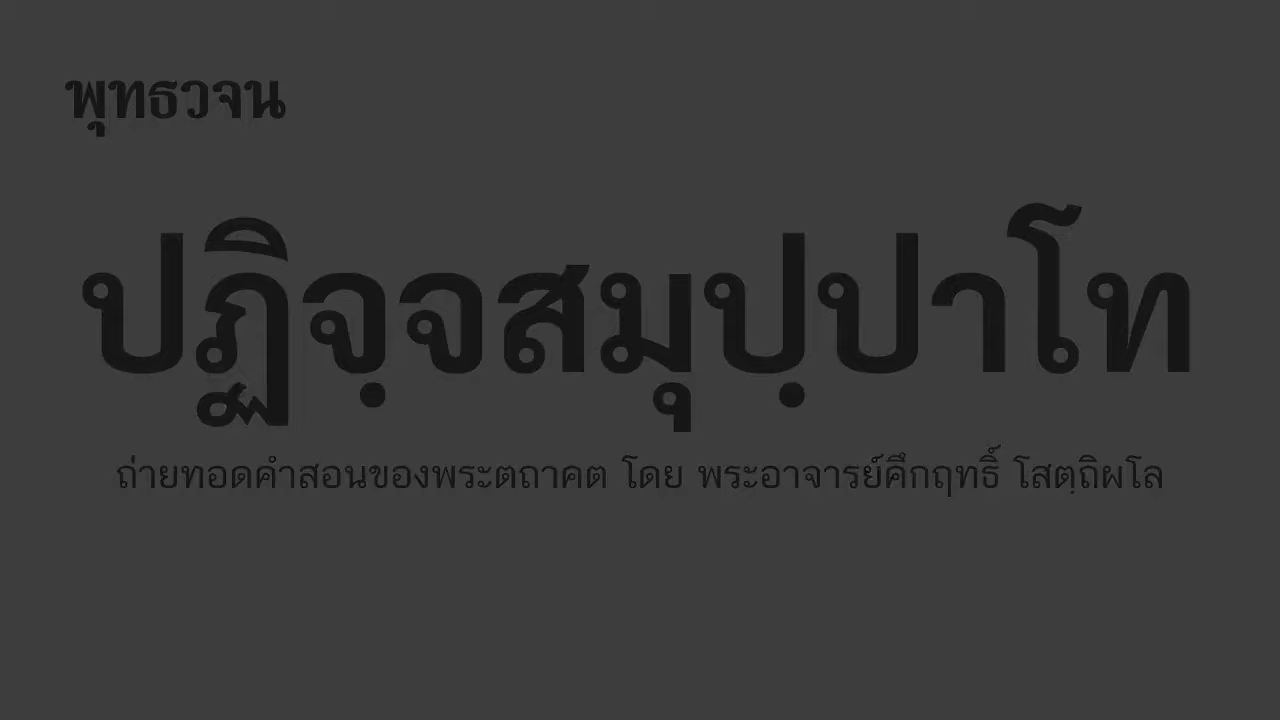 พุทธวจน
ปฏิจฺจสมุปฺปาโท
ถ่ายทอดคำสอนของพระตถาคต โดย พระอาจารย์คึกฤทธิ์ โสตฺถิผโล